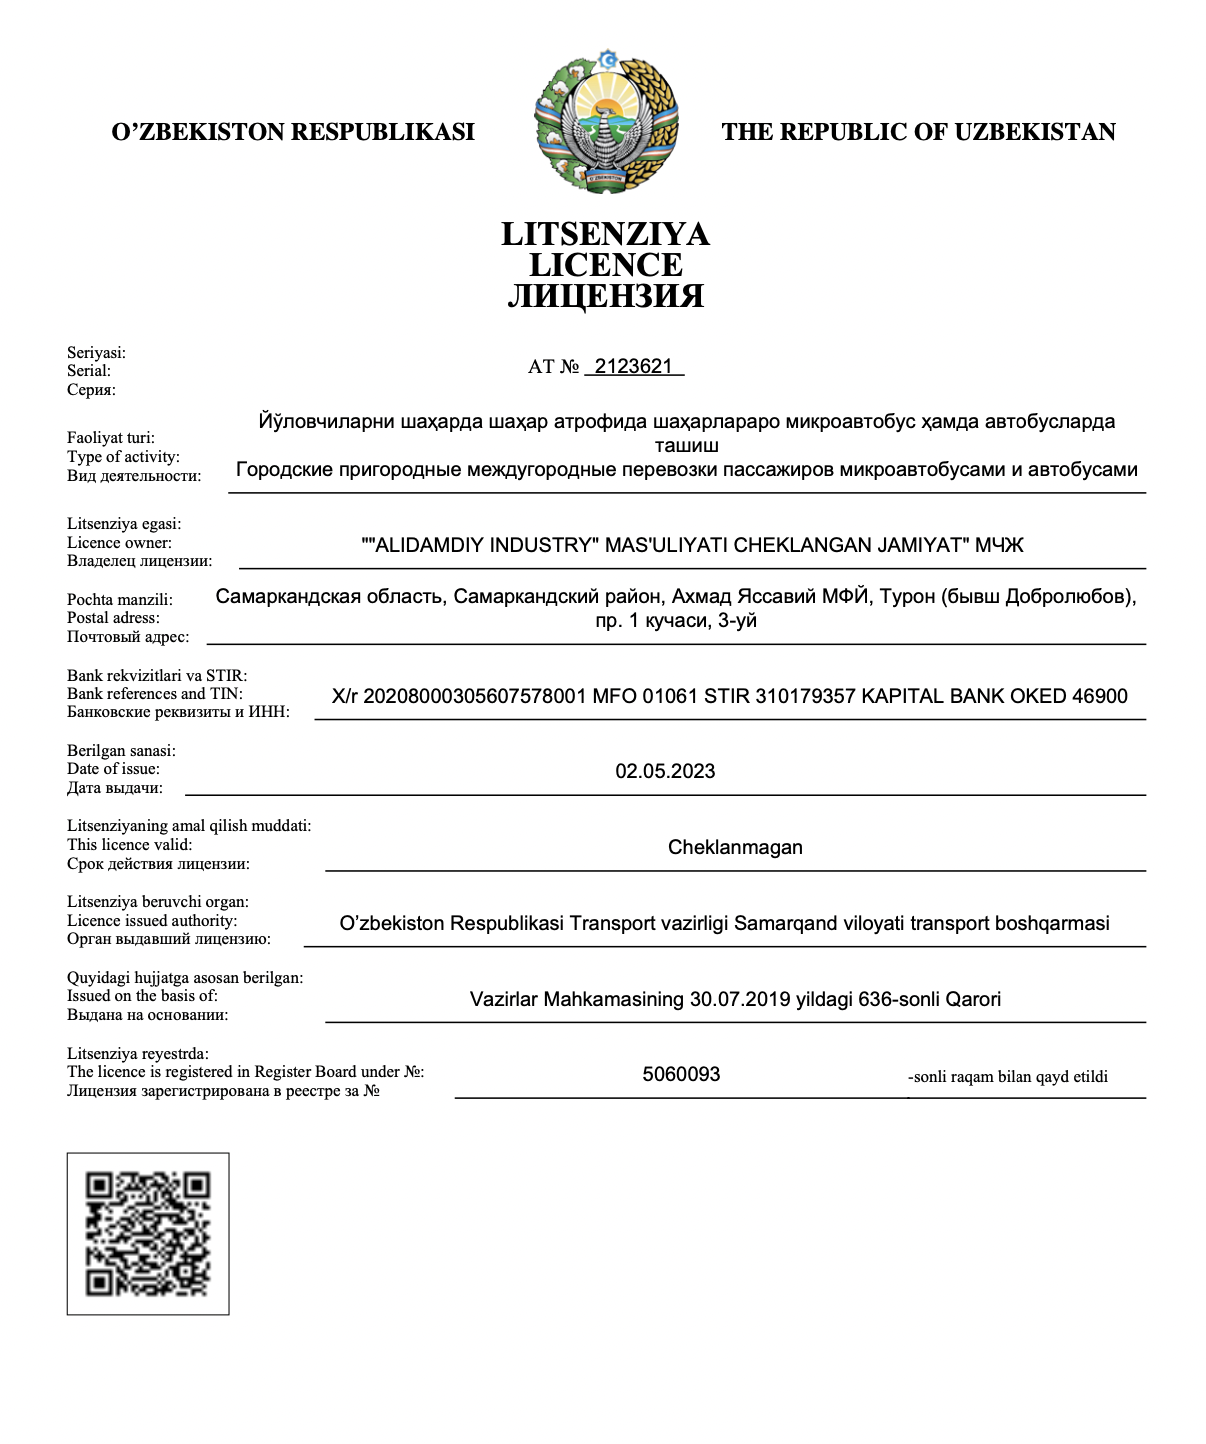 O’ZBEKISTON RESPUBLIKASI
THE REPUBLIC OF UZBEKISTAN
O'ZBEKISTON
LITSENZIYA
LICENCE
ЛИЦЕНЗИЯ
Seriyasi:
Serial:
Серия:
AT № 2123621
Faoliyat turi:
Type of activity:
Вид деятельности:
Йўловчиларни шаҳарда шаҳар атрофида шаҳарлараро микроавтобус ҳамда автобусларда
ташиш
Городские пригородные междугородные перевозки пассажиров микроавтобусами и автобусами
Litsenziya egasi:
Licence owner:
Владелец лицензии:
""ALIDAMDIY INDUSTRY" MAS'ULIYATI CHEKLANGAN JAMIYAT" МЧЖ
Pochta manzili:
Postal adress:
Почтовый адрес:
Самаркандская область, Самаркандский район, Ахмад Яссавий МФЙ, Турон (бывш Добролюбов),
пр. 1 кучаси, 3-уй
Bank rekvizitlari va STIR:
Bank references and TIN:
Банковские реквизиты и ИНН:
X/r 20208000305607578001 MFO 01061 STIR 310179357 KAPITAL BANK OKED 46900
Berilgan sanasi:
Date of issue:
Дата выдачи:
02.05.2023
Litsenziyaning amal qilish muddati:
This licence valid:
Срок действия лицензии:
Cheklanmagan
Litsenziya beruvchi organ:
Licence issued authority:
Орган выдавший лицензию:
O’zbekiston Respublikasi Transport vazirligi Samarqand viloyati transport boshqarmasi
Quyidagi hujjatga asosan berilgan:
Issued on the basis of:
Выдана на основании:
Vazirlar Mahkamasining 30.07.2019 yildagi 636-sonli Qarori
Litsenziya reyestrda:
The licence is registered in Register Board under №:
Лицензия зарегистрирована в реестре за №
5060093
-sonli raqam bilan qayd etildi